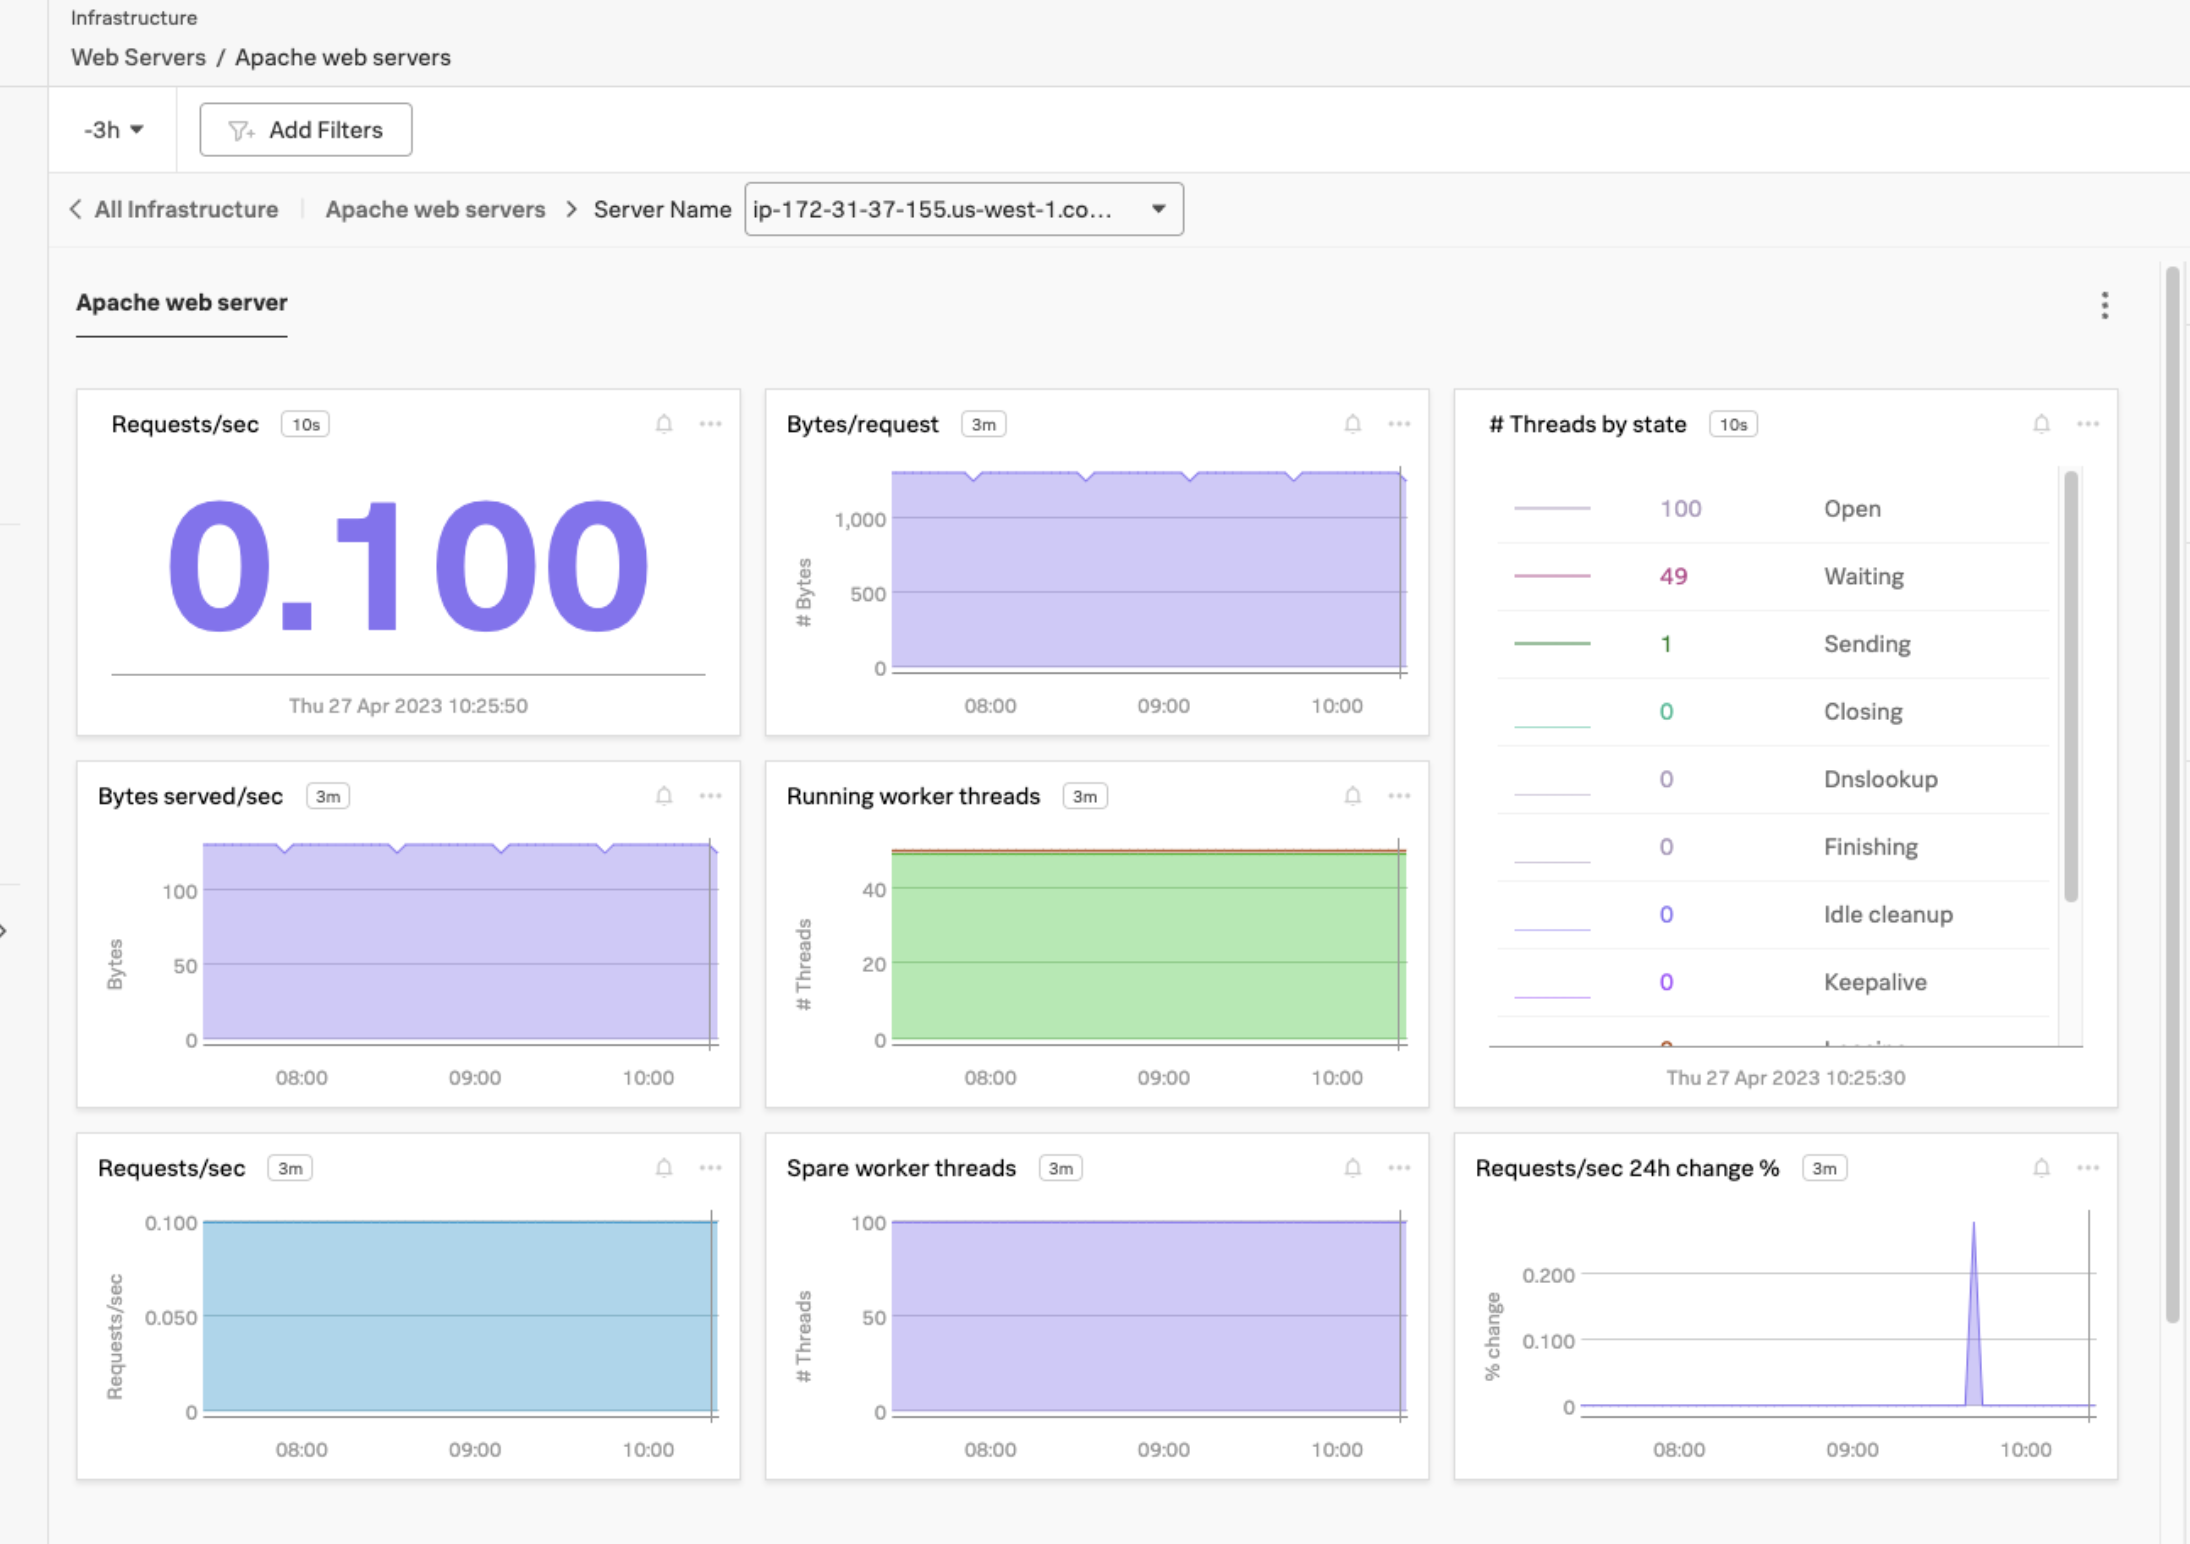 Infrastructure
Web Servers / Apache web servers
-3h
Add Filters
All Infrastructure
Apache web servers
Server Name
ip-172-31-37-155.us-west-1.co...
Apache web server
Requests/sec 10s
0.100
Thu 27 Apr 2023 10:25:50
Bytes/request 3m
# Bytes
1,000
500
0
08:00 09:00 10:00
# Threads by state 10s
100 Open
49 Waiting
1 Sending
0 Closing
0 Dnslookup
0 Finishing
0 Idle cleanup
0 Keepalive
Thu 27 Apr 2023 10:25:30
Bytes served/sec 3m
Bytes
100
50
0
08:00 09:00 10:00
Running worker threads 3m
# Threads
40
20
0
08:00 09:00 10:00
Requests/sec 3m
Requests/sec
0.100
0.050
0
08:00 09:00 10:00
Spare worker threads 3m
# Threads
100
50
0
08:00 09:00 10:00
Requests/sec 24h change % 3m
% change
0.200
0.100
0
08:00 09:00 10:00